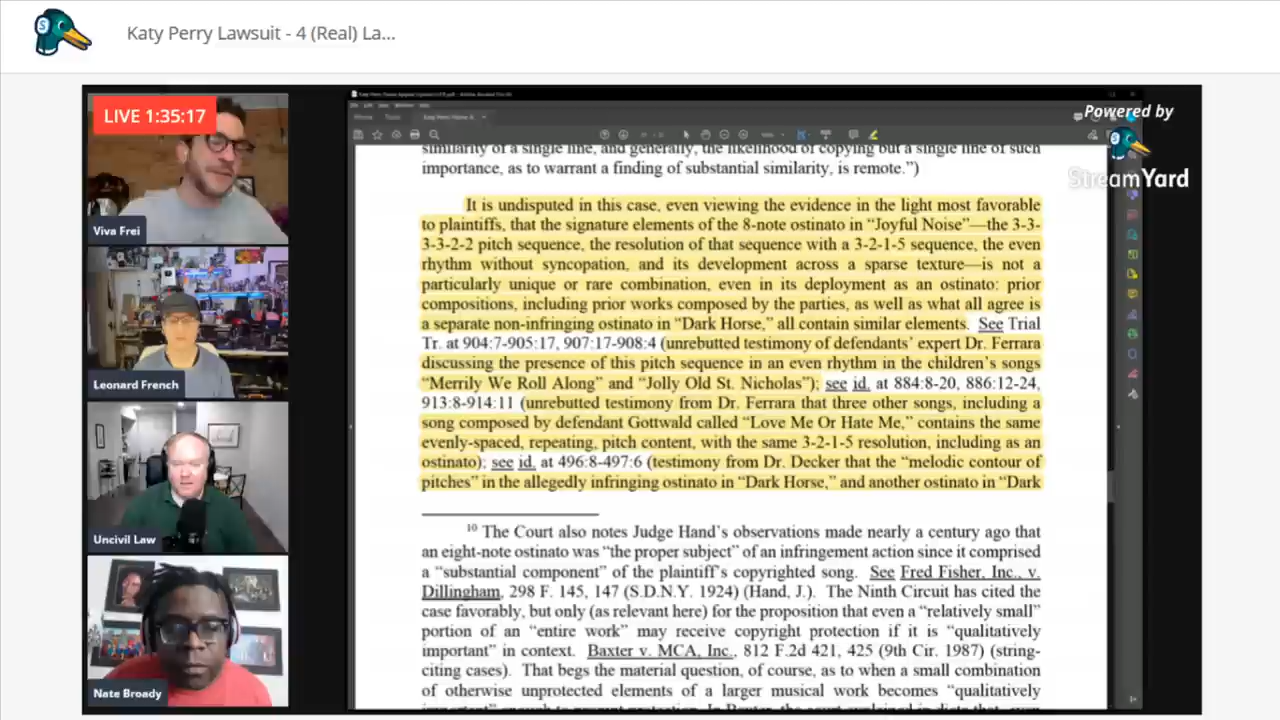 Katy Perry Lawsuit - 4 (Real) La...
LIVE 1:35:17
Viva Frei
Leonard French
Uncivil Law
Nate Broady
Powered by
StreamYard
similarity of a single line, and generally, the likelihood of copying but a single line of such
importance, as to warrant a finding of substantial similarity, is remote.”)
It is undisputed in this case, even viewing the evidence in the light most favorable
to plaintiffs, that the signature elements of the 8-note ostinato in “Joyful Noise”—the 3-3-
3-3-2-2 pitch sequence, the resolution of that sequence with a 3-2-1-5 sequence, the even
rhythm without syncopation, and its development across a sparse texture—is not a
particularly unique or rare combination, even in its deployment as an ostinato: prior
compositions, including prior works composed by the parties, as well as what all agree is
a separate non-infringing ostinato in “Dark Horse,” all contain similar elements. See Trial
Tr. at 904:7-905:17, 907:17-908:4 (unrebutted testimony of defendants’ expert Dr. Ferrara
discussing the presence of this pitch sequence in an even rhythm in the children’s songs
“Merrily We Roll Along” and “Jolly Old St. Nicholas”); see id. at 884:8-20, 886:12-24,
913:8-914:11 (unrebutted testimony from Dr. Ferrara that three other songs, including a
song composed by defendant Gottwald called “Love Me Or Hate Me,” contains the same
evenly-spaced, repeating, pitch content, with the same 3-2-1-5 resolution, including as an
ostinato); see id. at 496:8-497:6 (testimony from Dr. Decker that the “melodic contour of
pitches” in the allegedly infringing ostinato in “Dark Horse,” and another ostinato in “Dark
10 The Court also notes Judge Hand’s observations made nearly a century ago that
an eight-note ostinato was “the proper subject” of an infringement action since it comprised
a “substantial component” of the plaintiff’s copyrighted song. See Fred Fisher, Inc., v.
Dillingham, 298 F. 145, 147 (S.D.N.Y. 1924) (Hand, J.). The Ninth Circuit has cited the
case favorably, but only (as relevant here) for the proposition that even a “relatively small”
portion of an “entire work” may receive copyright protection if it is “qualitatively
important” in context. Baxter v. MCA, Inc., 812 F.2d 421, 425 (9th Cir. 1987) (string-
citing cases). That begs the material question, of course, as to when a small combination
of otherwise unprotected elements of a larger musical work becomes “qualitatively